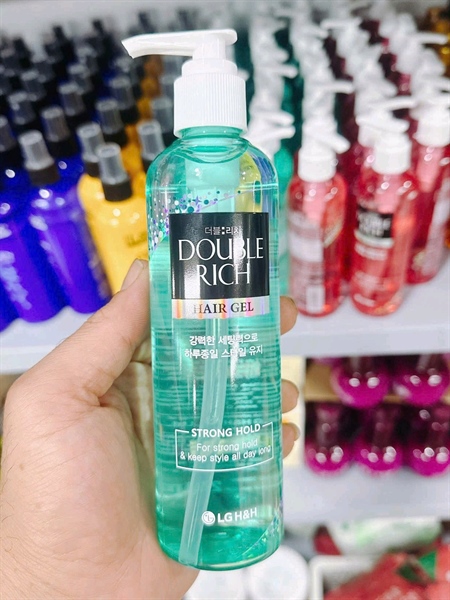 더블:리치
DOUBLE
RICH
HAIR GEL
강력한 세팅력으로
하루종일 스타일 유지
STRONG HOLD
For strong hold
& keep style all day long
LG H&H